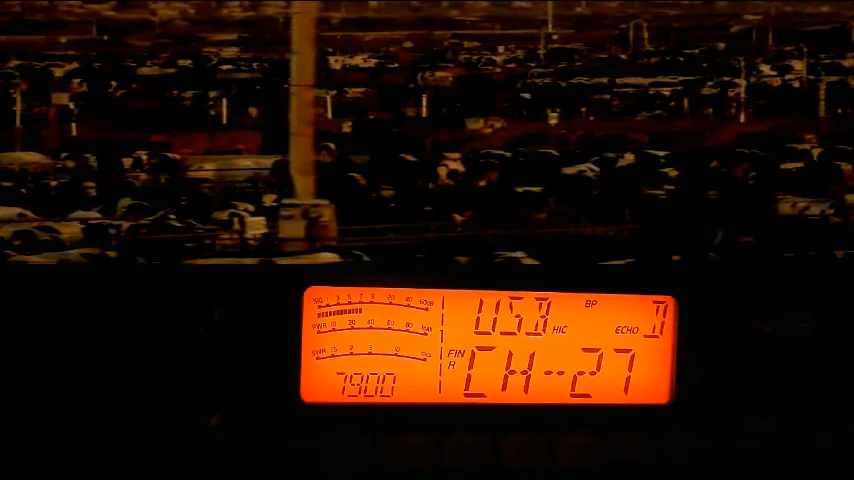 SIG 1 3 5 7 9 20 40 60dB
PWR 10 20 40 60 80 MAX
SWR 1.5 2 3 10 ∞
7900
USB HIC BP ECHO D
FIN R CH--27